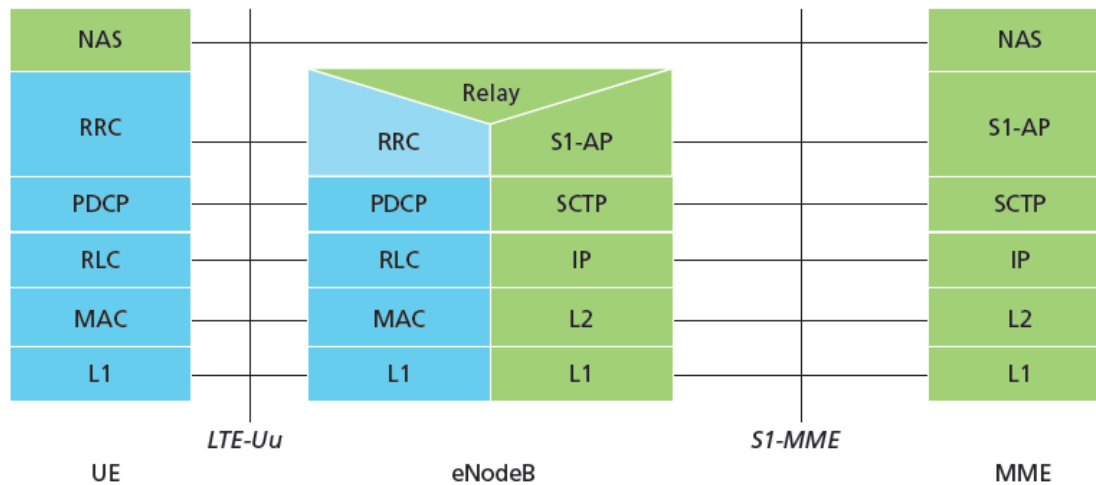 NAS
NAS
Relay
RRC
RRC
S1-AP
S1-AP
PDCP
PDCP
SCTP
SCTP
RLC
RLC
IP
IP
MAC
MAC
L2
L2
L1
L1
L1
L1
LTE-Uu
S1-MME
UE
eNodeB
MME